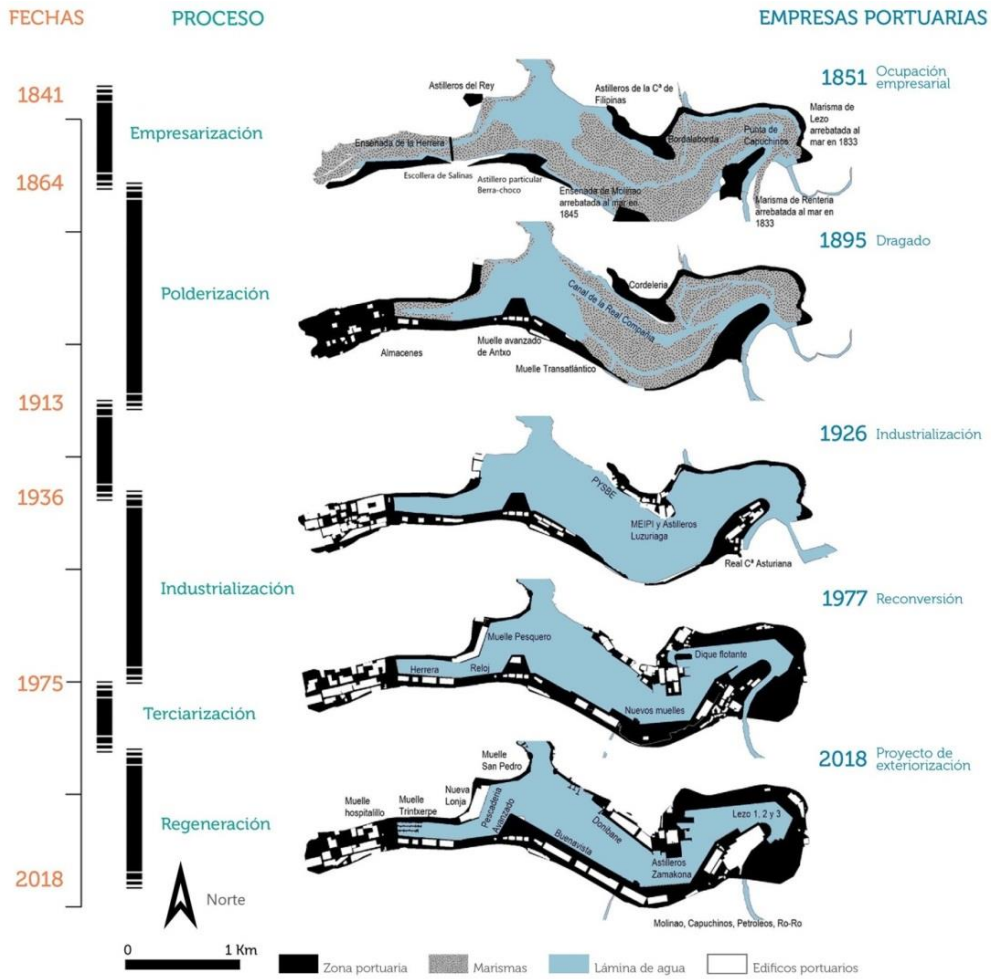 FECHAS
PROCESO
EMPRESAS PORTUARIAS
1841
Empresarización
1864
Polderización
1913
1936
Industrialización
1975
Terciarización
Regeneración
2018
Norte
0
1 Km
1851
Ocupación
empresarial
Astilleros del Rey
Astilleros de la Cª de
Filipinas
Marisma de
Lezo
arrebatada al
mar en 1833
Bordalaborda
Punta de
Capuchinos
Ensenada de la Herrera
Escollera de Salinas
Astillero particular
Berra-choco
Ensenada de Molinao
arrebatada al mar en
1845
Marisma de Rentería
arrebatada al mar en
1833
1895
Dragado
Cordelería
Canal de la Real Compañía
Almacenes
Muelle avanzado
de Antxo
Muelle Transatlántico
1926
Industrialización
PYSBE
MEIPI y Astilleros
Luzuriaga
Real Cª Asturiana
1977
Reconversión
Muelle Pesquero
Dique flotante
Herrera
Reloj
Nuevos muelles
2018
Proyecto de
exteriorización
Muelle
San Pedro
Nueva
Lonja
Muelle
hospitalillo
Muelle
Trintxerpe
Pescadería
Avanzado
Donibane
Buenavista
Lezo 1, 2 y 3
Astilleros
Zamakona
Molinao, Capuchinos, Petroleos, Ro-Ro
Zona portuaria
Marismas
Lámina de agua
Edificos portuarios